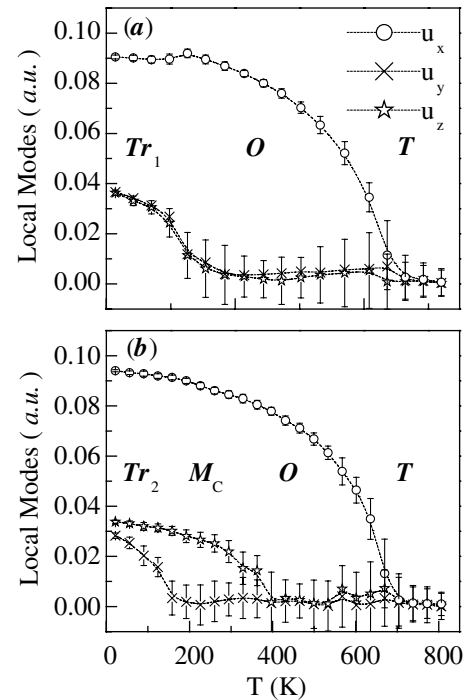 (a)
u_x
u_y
u_z
Tr_1
O
T
Local Modes ( a.u. )
0.10
0.08
0.06
0.04
0.02
0.00
(b)
Tr_2
M_C
O
T
Local Modes ( a.u. )
0.10
0.08
0.06
0.04
0.02
0.00
0
200
400
600
800
T (K)